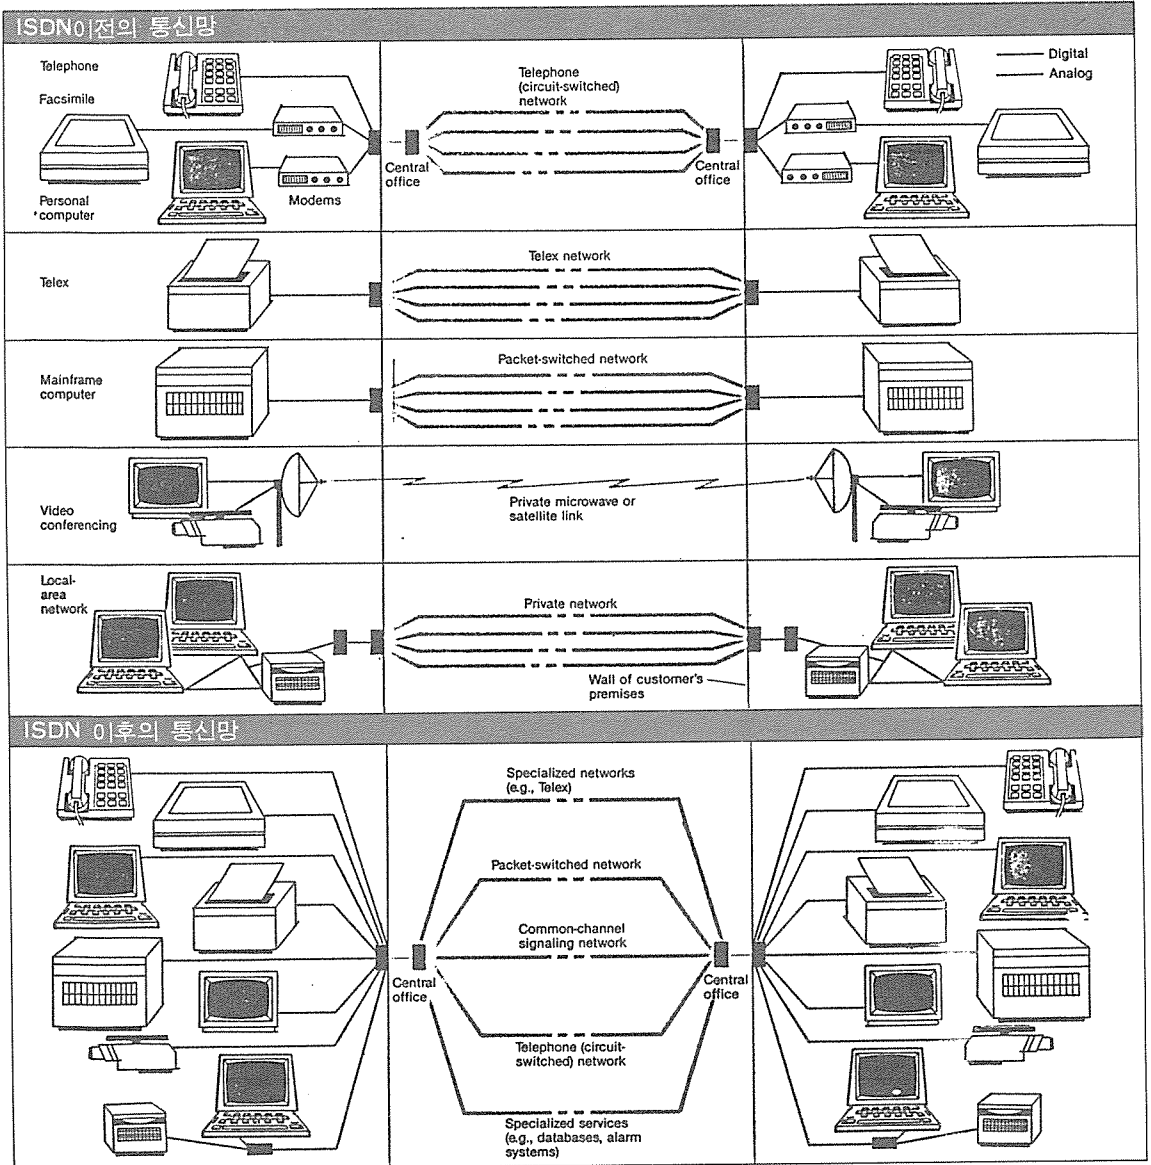 ISDN이전의 통신망
Telephone
Facsimile
Personal
computer
Modems
Central
office
Telephone
(circuit-switched)
network
Central
office
Digital
Analog
Telex
Telex network
Mainframe
computer
Packet-switched network
Video
conferencing
Private microwave or
satellite link
Local-
area
network
Private network
Wall of customer's
premises
ISDN 이후의 통신망
Specialized networks
(e.g., Telex)
Packet-switched network
Common-channel
signaling network
Central
office
Central
office
Telephone (circuit-
switched) network
Specialized services
(e.g., databases, alarm
systems)